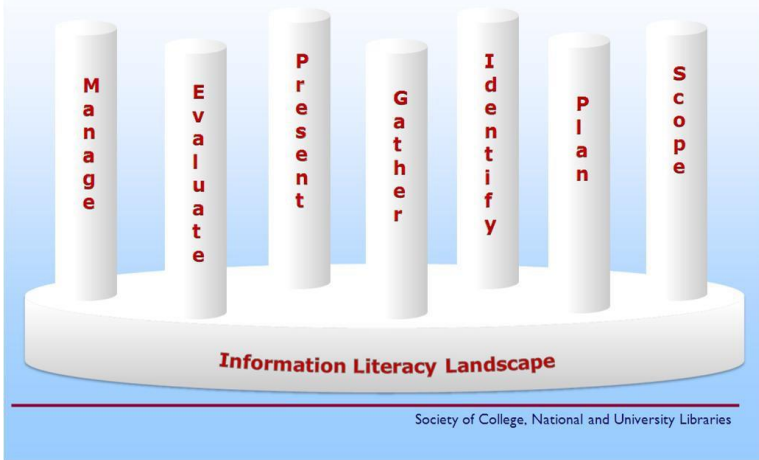 Manage
Evaluate
Present
Gather
Identify
Plan
Scope
Information Literacy Landscape
Society of College, National and University Libraries